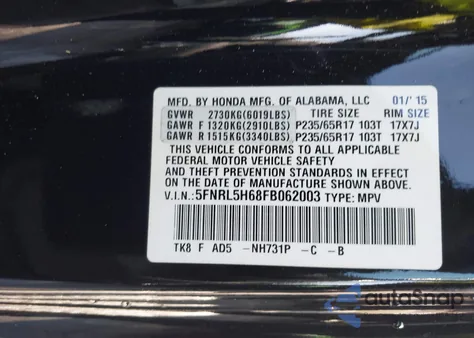 MFD. BY HONDA MFG. OF ALABAMA, LLC 01/'15
GVWR 2730KG(6019LBS) TIRE SIZE RIM SIZE
GAWR F 1320KG(2910LBS) P235/65R17 103T 17X7J
GAWR R 1515KG(3340LBS) P235/65R17 103T 17X7J
THIS VEHICLE CONFORMS TO ALL APPLICABLE
FEDERAL MOTOR VEHICLE SAFETY
AND THEFT PREVENTION STANDARDS IN EFFECT ON
THE DATE OF MANUFACTURE SHOWN ABOVE.
V.I.N.: 5FNRL5H68FB062003 TYPE: MPV
TK8 F AD5 -NH731P -C -B
autoSnap